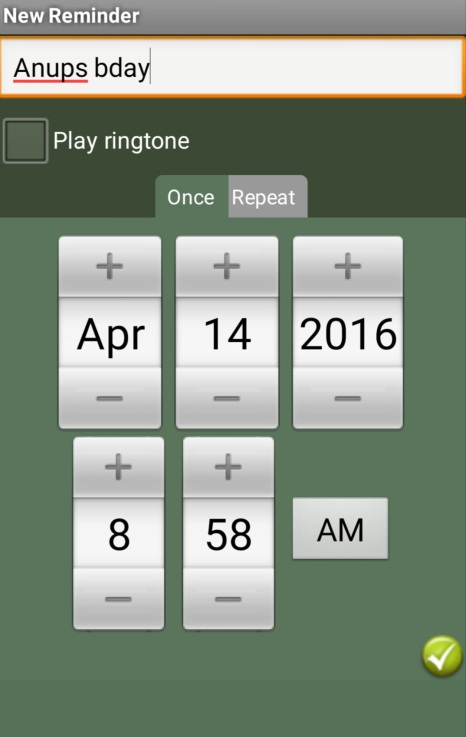 New Reminder
Anups bday
Play ringtone
Once Repeat
+ + +
Apr 14 2016
− − −
+ +
8 58 AM
− −